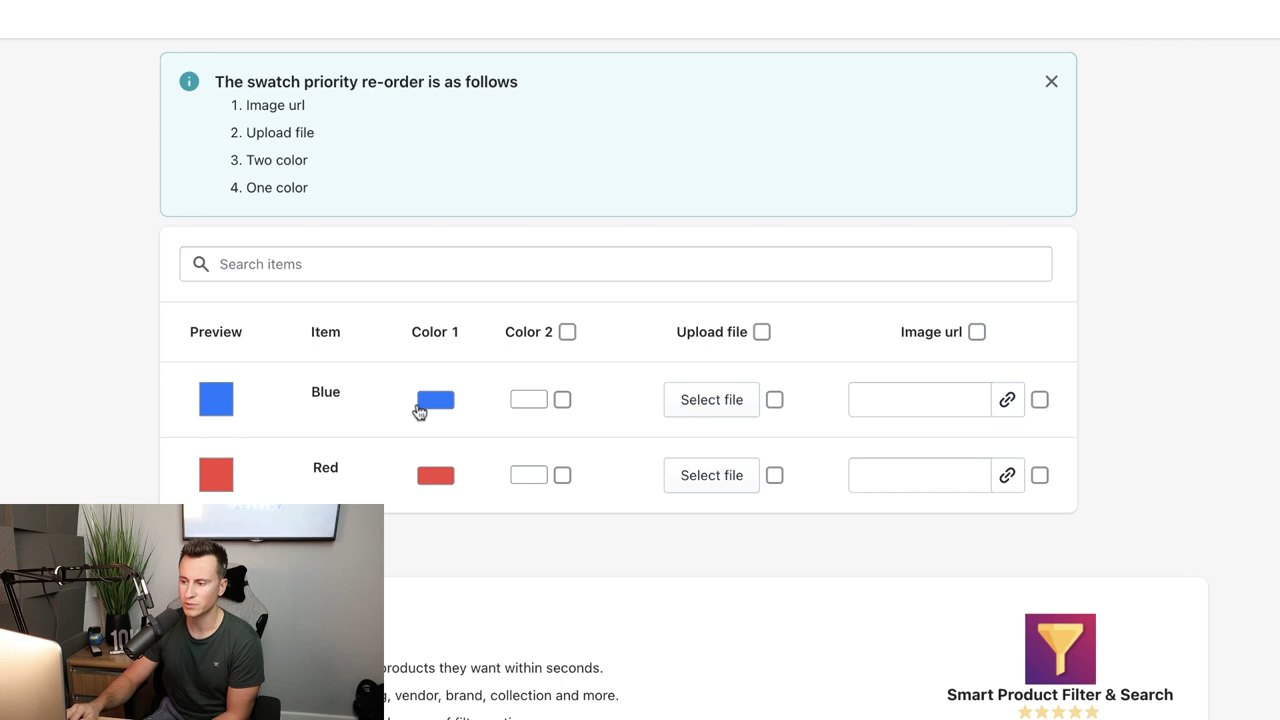 The swatch priority re-order is as follows
1. Image url
2. Upload file
3. Two color
4. One color
Search items
Preview Item Color 1 Color 2 Upload file Image url
Blue Select file
Red Select file
products they want within seconds.
, vendor, brand, collection and more.
Smart Product Filter & Search